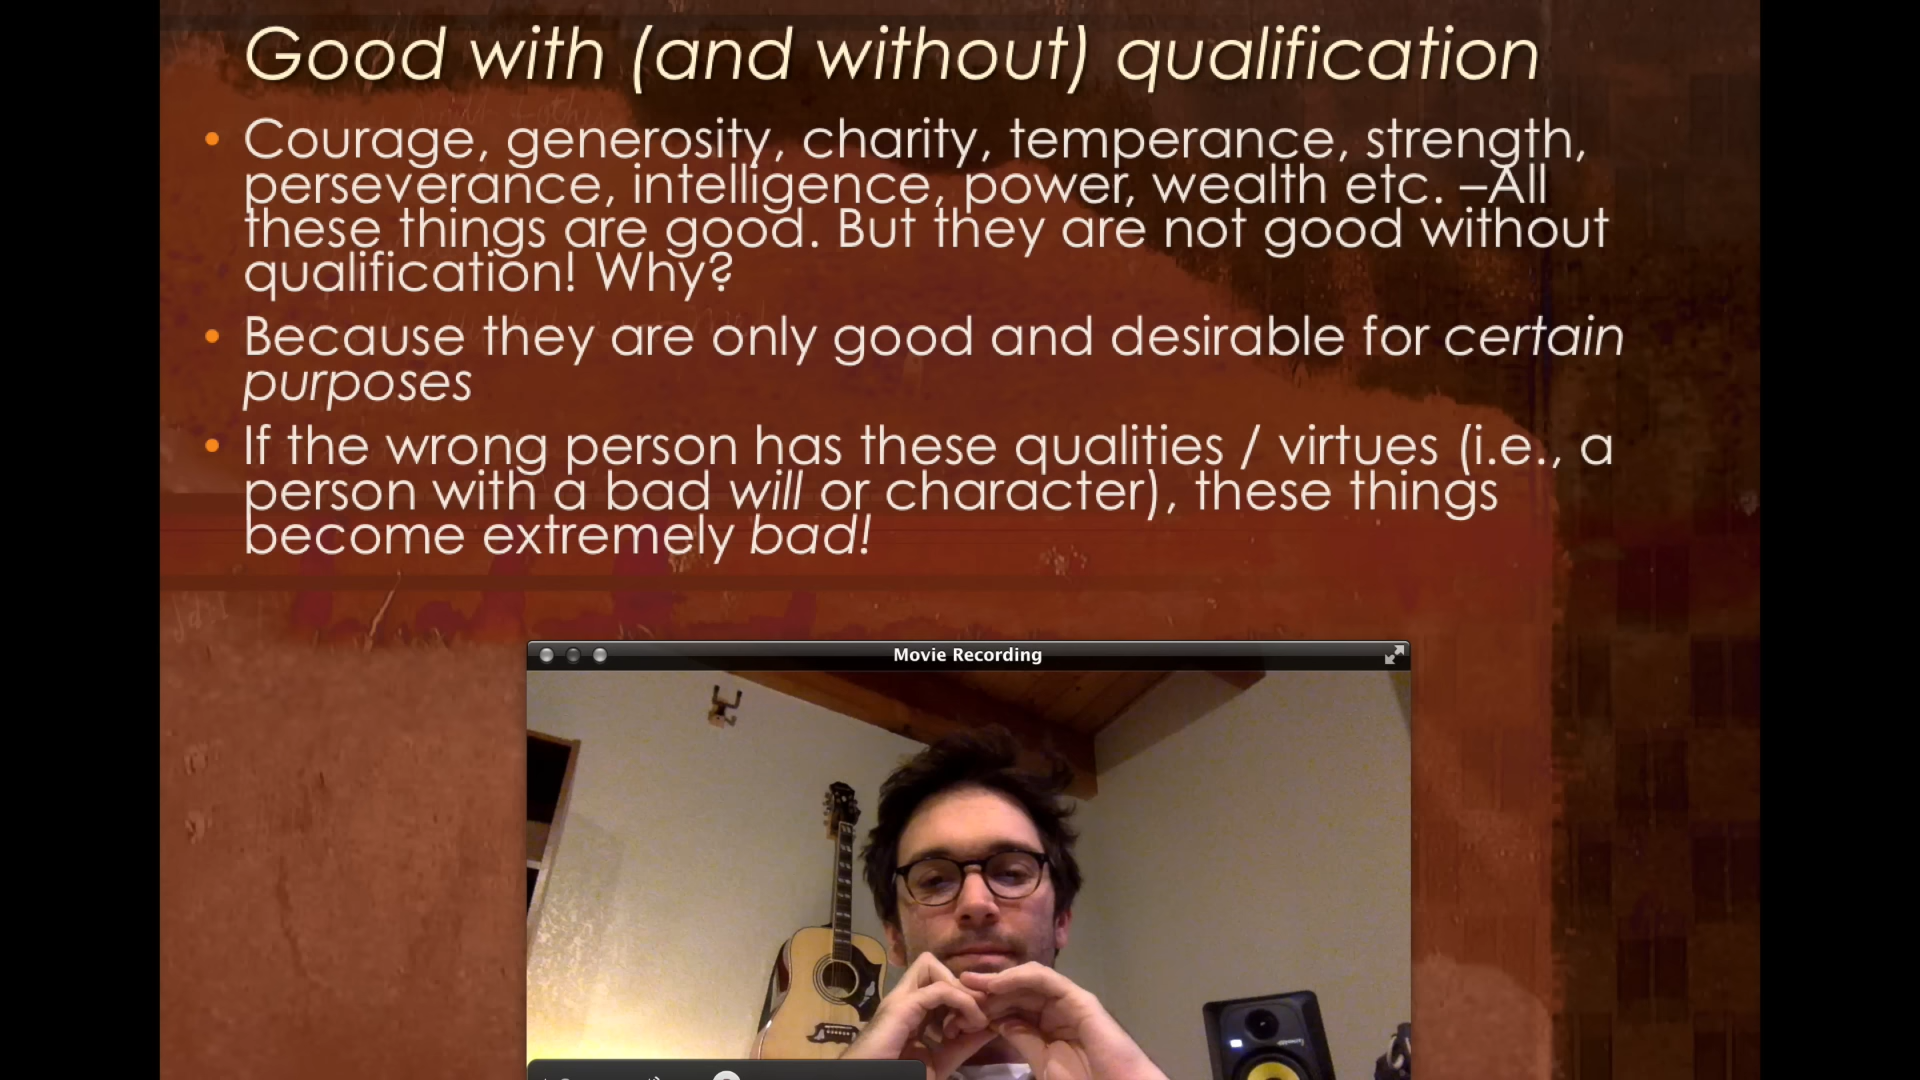 Good with (and without) qualification
• Courage, generosity, charity, temperance, strength,
perseverance, intelligence, power, wealth etc. –All
these things are good. But they are not good without
qualification! Why?
• Because they are only good and desirable for certain
purposes
• If the wrong person has these qualities / virtues (i.e., a
person with a bad will or character), these things
become extremely bad!
Movie Recording